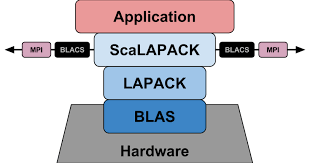 Application
MPI BLACS ScaLAPACK BLACS MPI
LAPACK
BLAS
Hardware